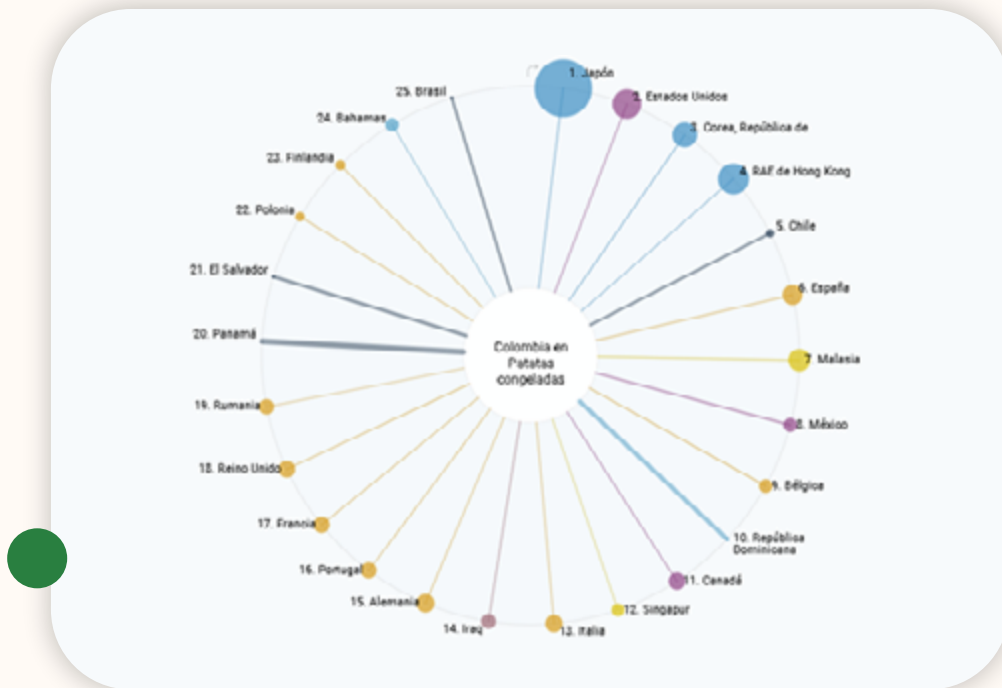 1. Japón
2. Estados Unidos
3. Corea, República de
4. RAE de Hong Kong
5. Chile
6. España
7. Malasia
8. México
9. Bélgica
10. República
Dominicana
11. Canadá
12. Singapur
13. Italia
14. Iraq
15. Alemania
16. Portugal
17. Francia
18. Reino Unido
19. Rumania
20. Panamá
21. El Salvador
22. Polonia
23. Finlandia
24. Bahamas
25. Brasil
Colombia en
Patatas
congeladas